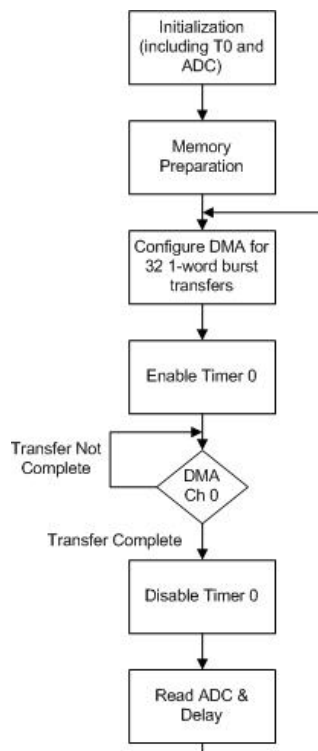 Initialization
(including T0 and
ADC)
Memory
Preparation
Configure DMA for
32 1-word burst
transfers
Enable Timer 0
Transfer Not
Complete
DMA
Ch 0
Transfer Complete
Disable Timer 0
Read ADC &
Delay